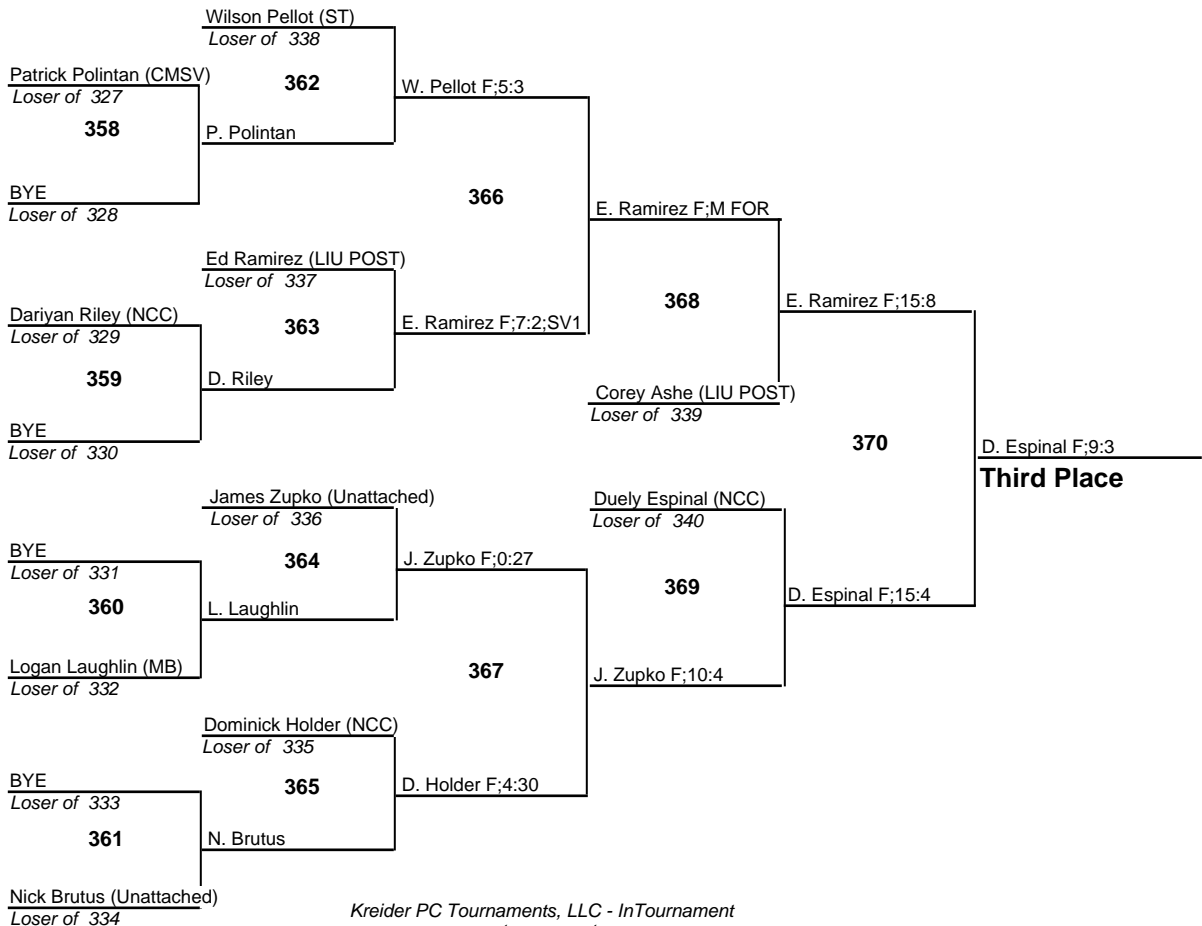 Wilson Pellot (ST)
Loser of 338
Patrick Polintan (CMSV)
Loser of 327
362
W. Pellot F;5:3
358
P. Polintan
BYE
Loser of 328
366
E. Ramirez F;M FOR
Ed Ramirez (LIU POST)
Loser of 337
Dariyan Riley (NCC)
Loser of 329
363
E. Ramirez F;7:2;SV1
368
E. Ramirez F;15:8
359
D. Riley
Corey Ashe (LIU POST)
Loser of 339
BYE
Loser of 330
370
D. Espinal F;9:3
Third Place
James Zupko (Unattached)
Loser of 336
Duely Espinal (NCC)
Loser of 340
BYE
Loser of 331
364
J. Zupko F;0:27
369
360
L. Laughlin
D. Espinal F;15:4
Logan Laughlin (MB)
Loser of 332
367
J. Zupko F;10:4
Dominick Holder (NCC)
Loser of 335
BYE
Loser of 333
365
D. Holder F;4:30
361
N. Brutus
Nick Brutus (Unattached)
Loser of 334
Kreider PC Tournaments, LLC - InTournament